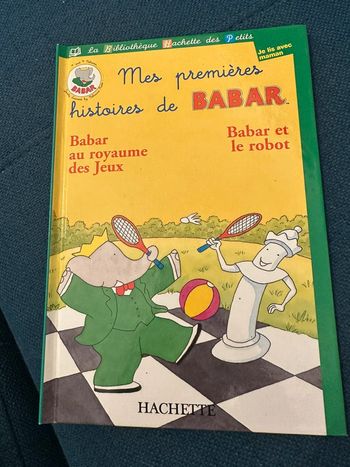 La Bibliothèque Hachette des Petits
Je lis avec
maman
BABAR
Mes premières
histoires de BABAR
Babar
au royaume
des Jeux
Babar et
le robot
HACHETTE